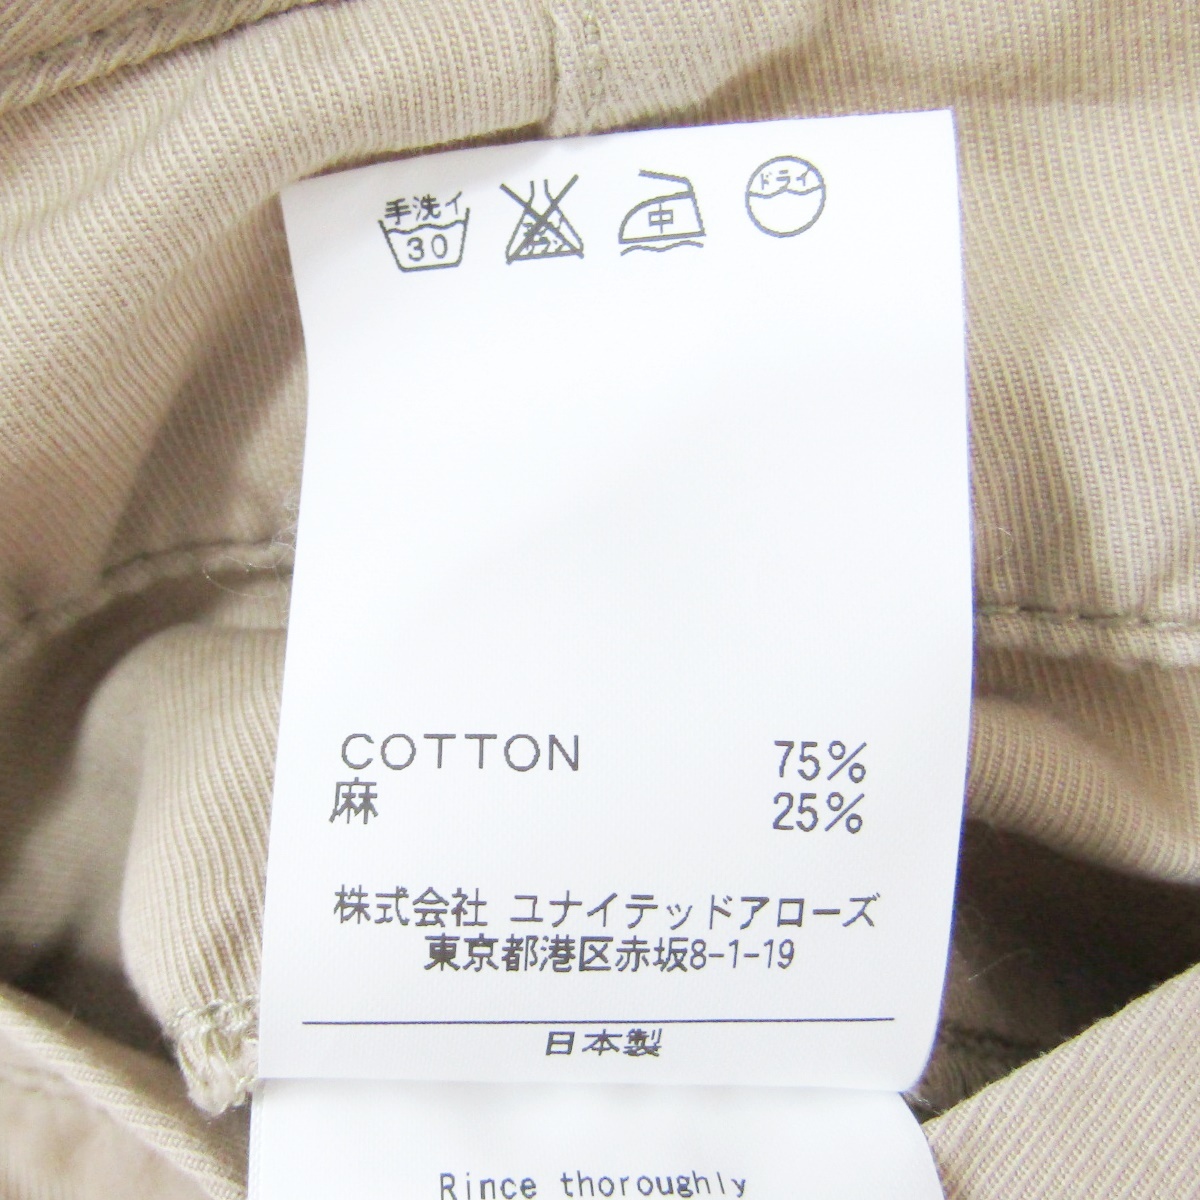 手洗イ 30 中 ドライ
COTTON 75%
麻 25%
株式会社 ユナイテッドアローズ
東京都港区赤坂8-1-19
日本製
Rince thoroughly